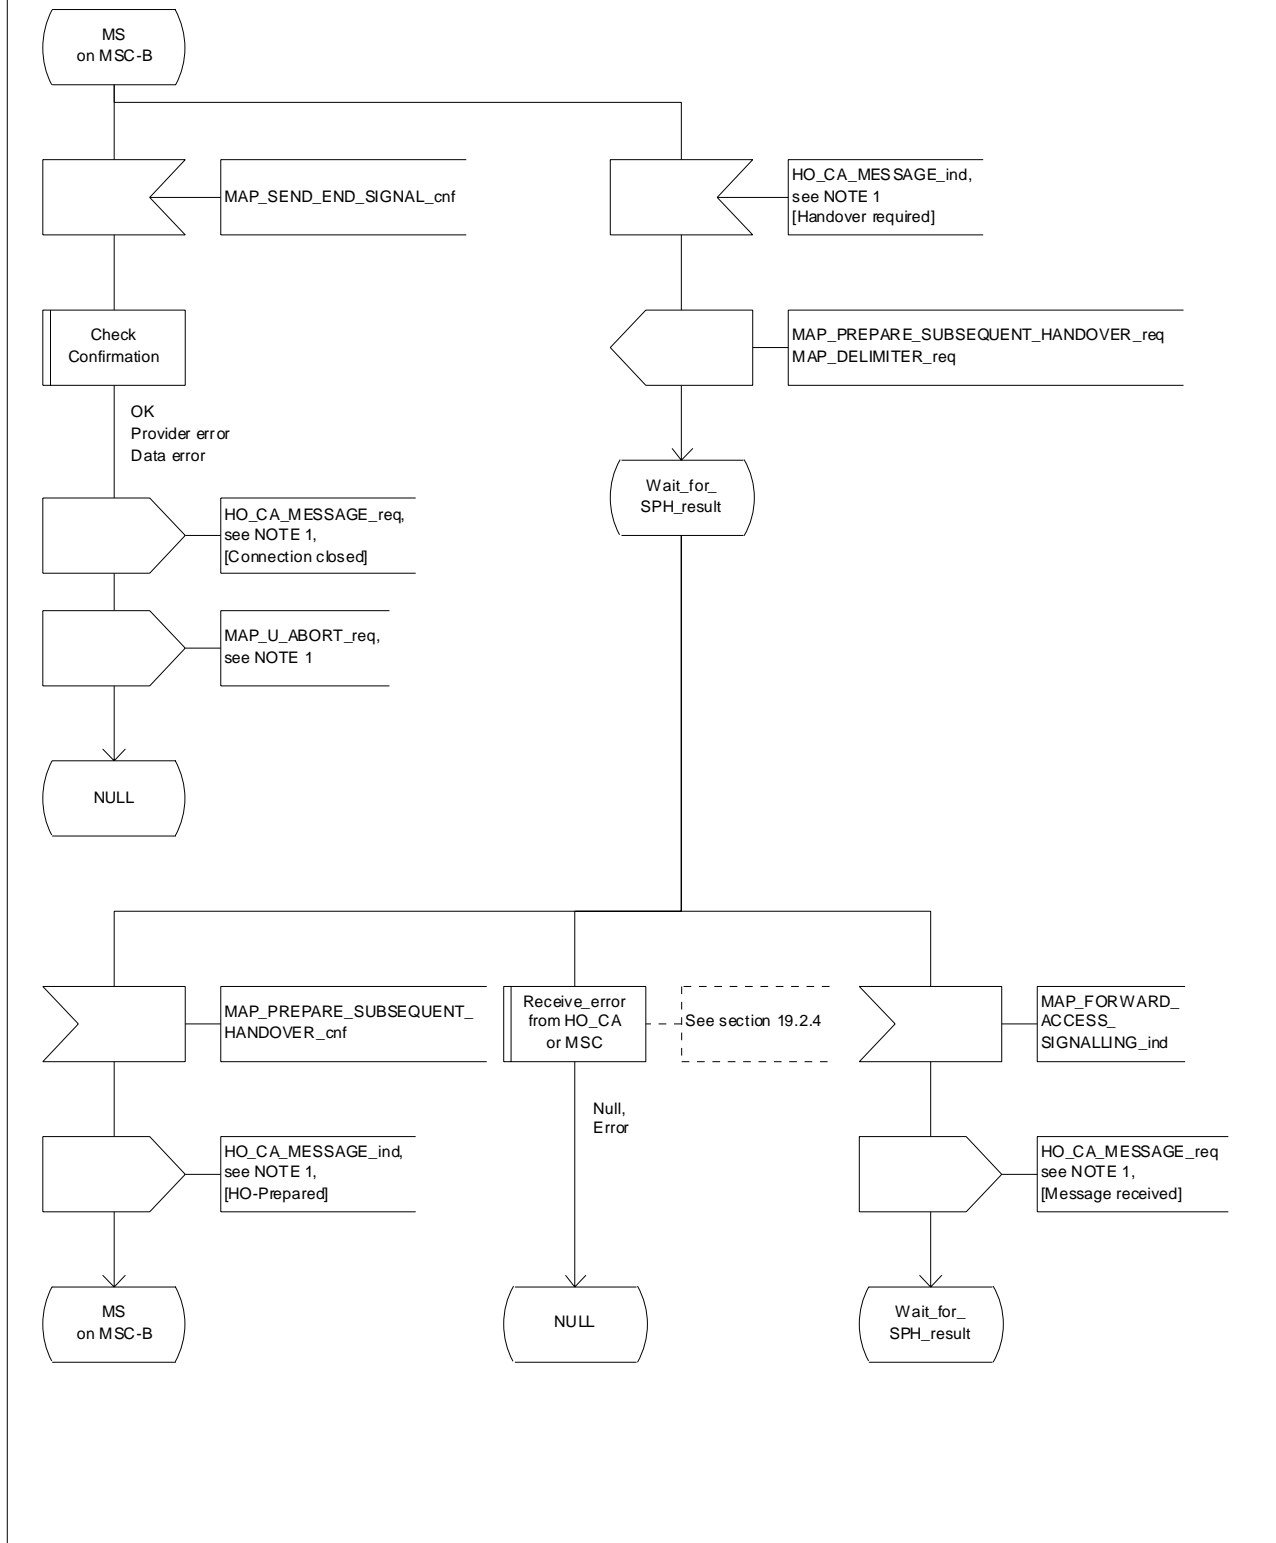 MS
on MSC-B
MAP_SEND_END_SIGNAL_cnf
HO_CA_MESSAGE_ind,
see NOTE 1
[Handover required]
Check
Confirmation
MAP_PREPARE_SUBSEQUENT_HANDOVER_req
MAP_DELIMITER_req
OK
Provider error
Data error
Wait_for_
SPH_result
HO_CA_MESSAGE_req,
see NOTE 1,
[Connection closed]
MAP_U_ABORT_req,
see NOTE 1
NULL
MAP_PREPARE_SUBSEQUENT_
HANDOVER_cnf
Receive_error
from HO_CA
or MSC
See section 19.2.4
MAP_FORWARD_
ACCESS_
SIGNALLING_ind
Null,
Error
HO_CA_MESSAGE_ind,
see NOTE 1,
[HO-Prepared]
HO_CA_MESSAGE_req
see NOTE 1,
[Message received]
MS
on MSC-B
NULL
Wait_for_
SPH_result